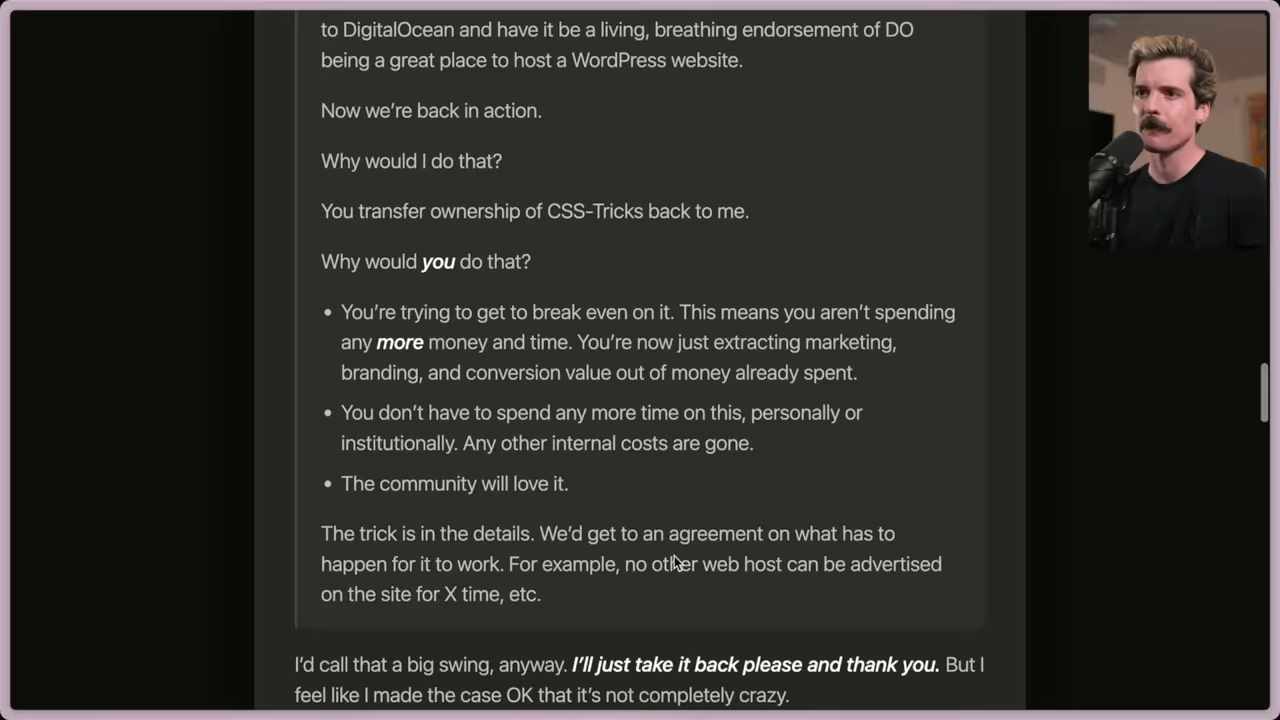 to DigitalOcean and have it be a living, breathing endorsement of DO
being a great place to host a WordPress website.
Now we’re back in action.
Why would I do that?
You transfer ownership of CSS-Tricks back to me.
Why would you do that?
• You’re trying to get to break even on it. This means you aren’t spending
any more money and time. You’re now just extracting marketing,
branding, and conversion value out of money already spent.
• You don’t have to spend any more time on this, personally or
institutionally. Any other internal costs are gone.
• The community will love it.
The trick is in the details. We’d get to an agreement on what has to
happen for it to work. For example, no other web host can be advertised
on the site for X time, etc.
I’d call that a big swing, anyway. I’ll just take it back please and thank you. But I
feel like I made the case OK that it’s not completely crazy.